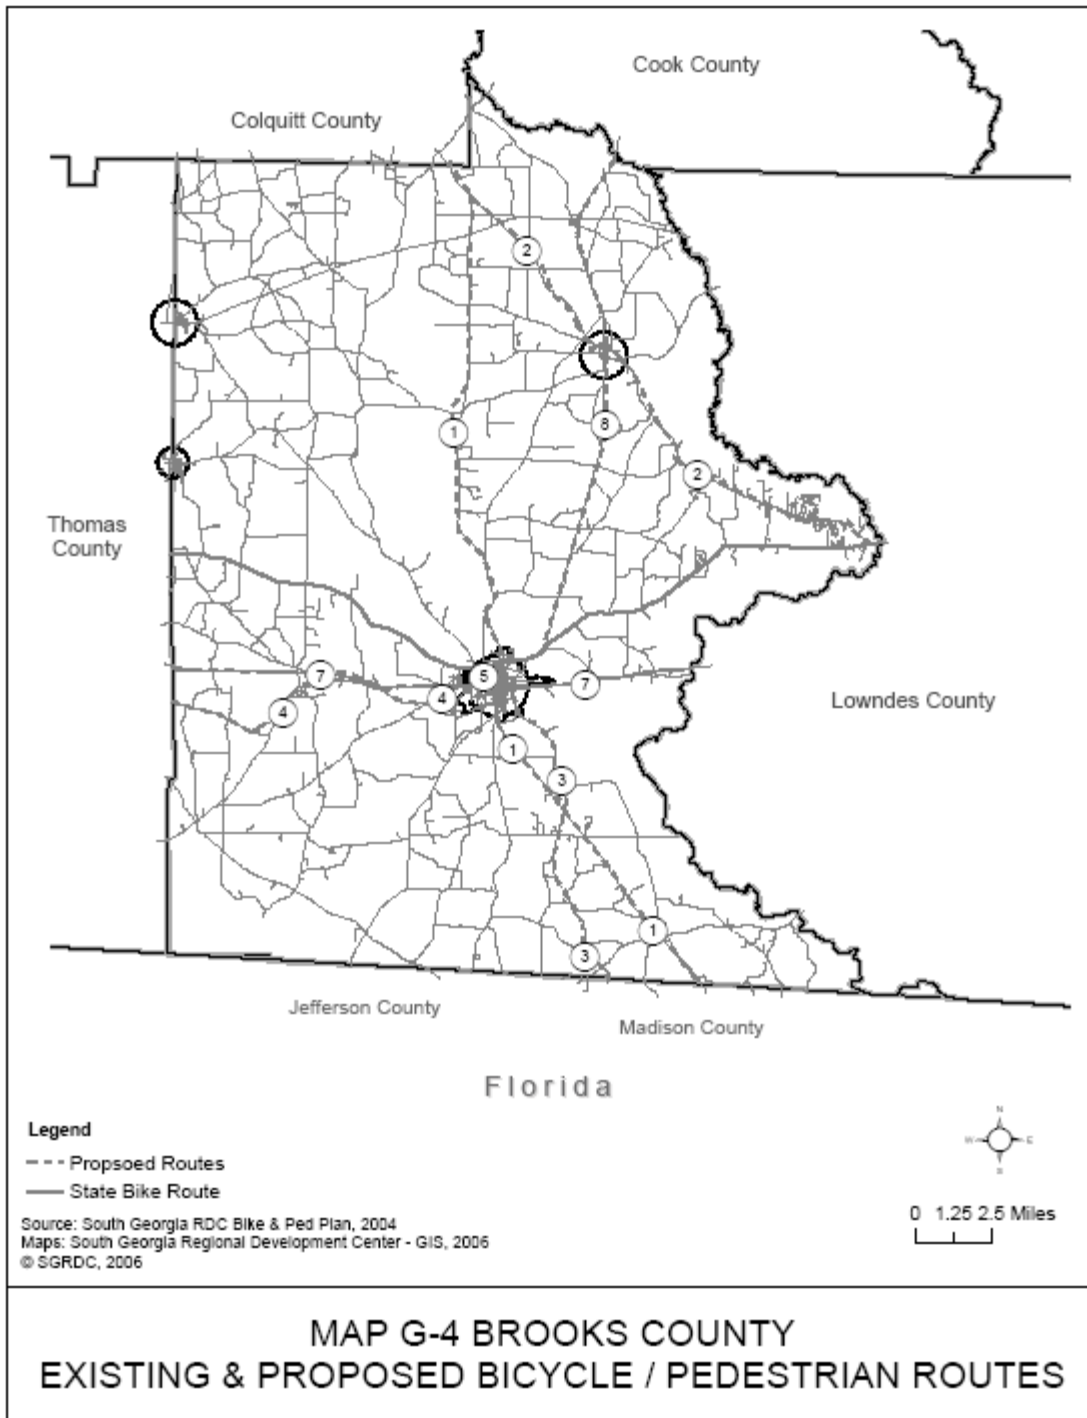 Cook County
Colquitt County
2
8
1
2
Thomas
County
7
5
4
7
4
Lowndes County
1
3
1
3
Jefferson County
Madison County
Florida
Legend
Propsoed Routes
State Bike Route
N
W
E
S
Source: South Georgia RDC Bike & Ped Plan, 2004
Maps: South Georgia Regional Development Center - GIS, 2006
© SGRDC, 2006
0 1.25 2.5 Miles
MAP G-4 BROOKS COUNTY
EXISTING & PROPOSED BICYCLE / PEDESTRIAN ROUTES